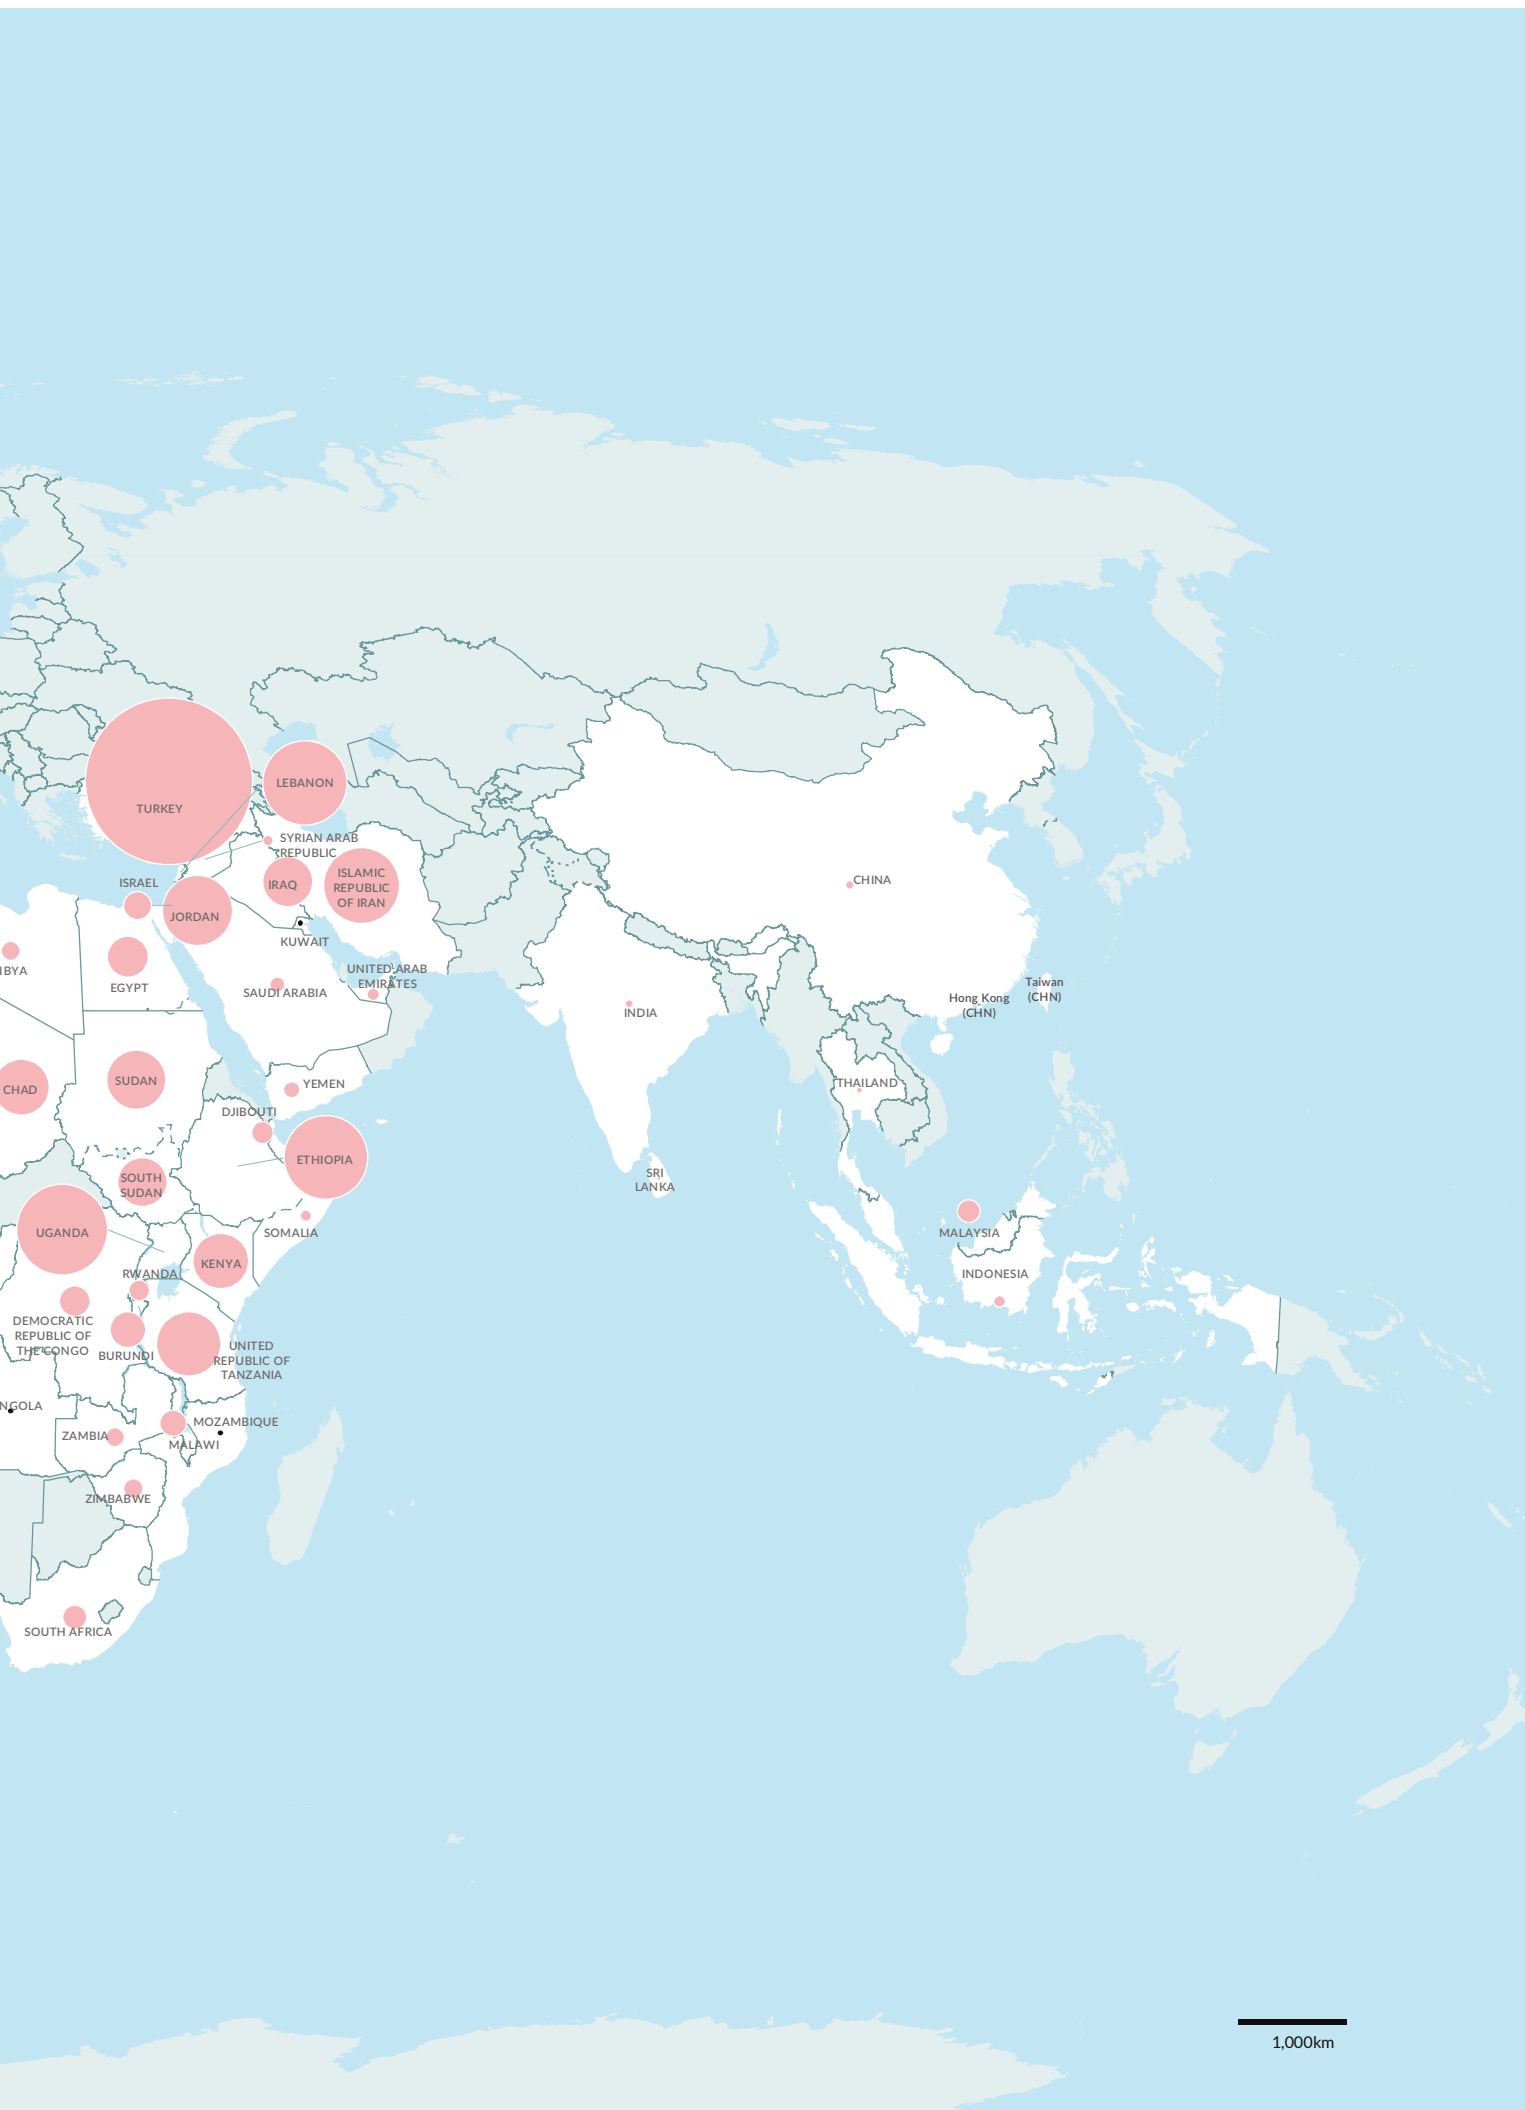 TURKEY
LEBANON
SYRIAN ARAB
REPUBLIC
ISRAEL
IRAQ
ISLAMIC
REPUBLIC
OF IRAN
JORDAN
KUWAIT
CHINA
IBYA
EGYPT
SAUDI ARABIA
UNITED ARAB
EMIRATES
Taiwan
(CHN)
Hong Kong
(CHN)
INDIA
CHAD
SUDAN
YEMEN
THAILAND
DJIBOUTI
ETHIOPIA
SOUTH
SUDAN
SRI
LANKA
UGANDA
SOMALIA
MALAYSIA
KENYA
RWANDA
INDONESIA
DEMOCRATIC
REPUBLIC OF
THE CONGO
BURUNDI
UNITED
REPUBLIC OF
TANZANIA
NGOLA
MOZAMBIQUE
ZAMBIA
MALAWI
ZIMBABWE
SOUTH AFRICA
1,000km